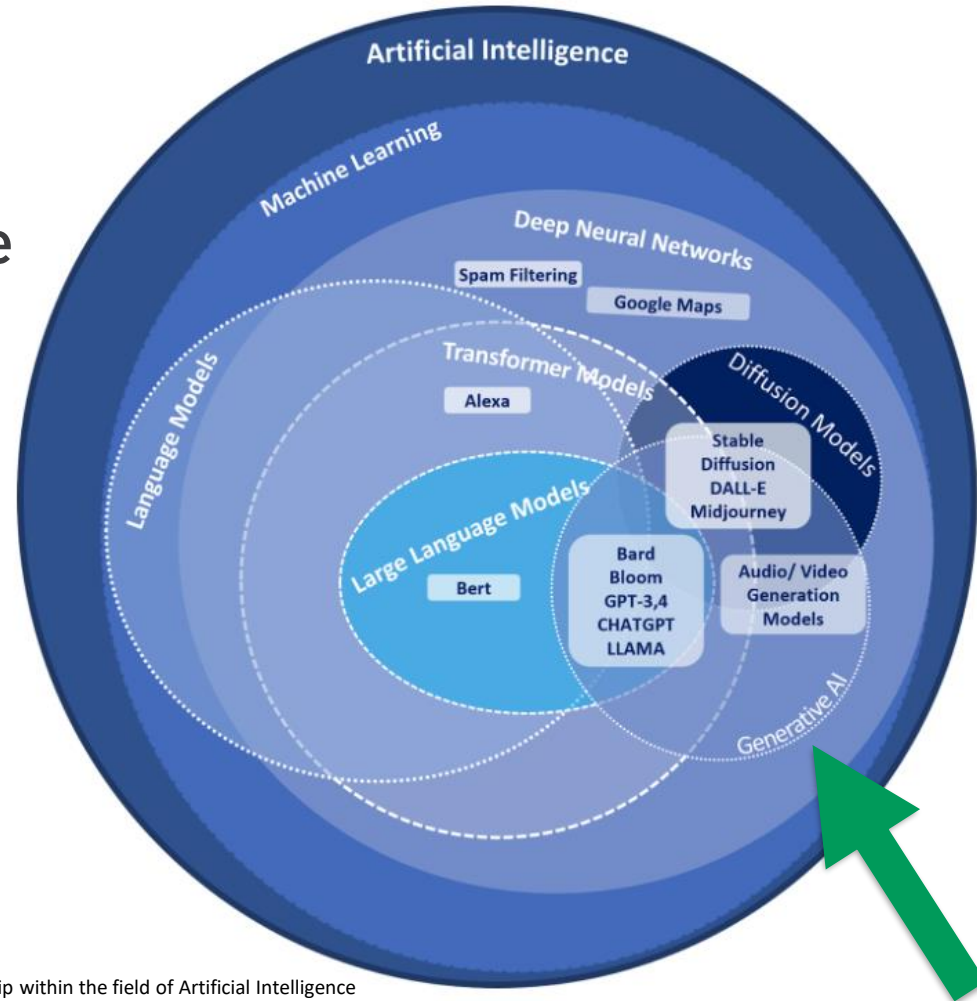 Artificial Intelligence
Machine Learning
e
Deep Neural Networks
Spam Filtering
Google Maps
Language Models
Transformer Models
Diffusion Models
Alexa
Stable
Diffusion
DALL-E
Midjourney
Large Language Models
Bert
Bard
Bloom
GPT-3,4
CHATGPT
LLAMA
Audio/ Video
Generation
Models
Generative AI
ip within the field of Artificial Intelligence